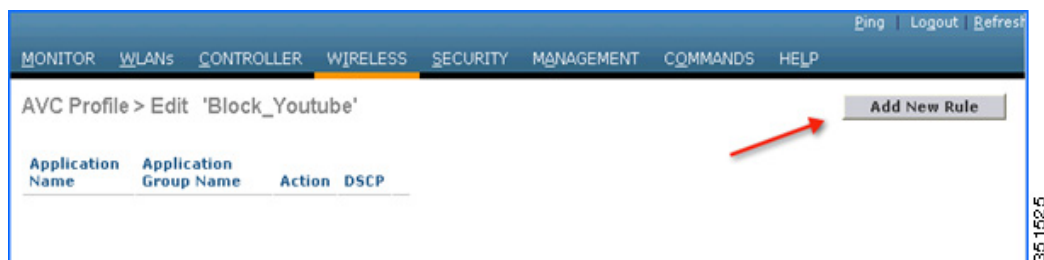 Ping | Logout | Refresh
MONITOR WLANs CONTROLLER WIRELESS SECURITY MANAGEMENT COMMANDS HELP
AVC Profile > Edit 'Block_Youtube'
Add New Rule
Application Name
Application Group Name
Action
DSCP
351525